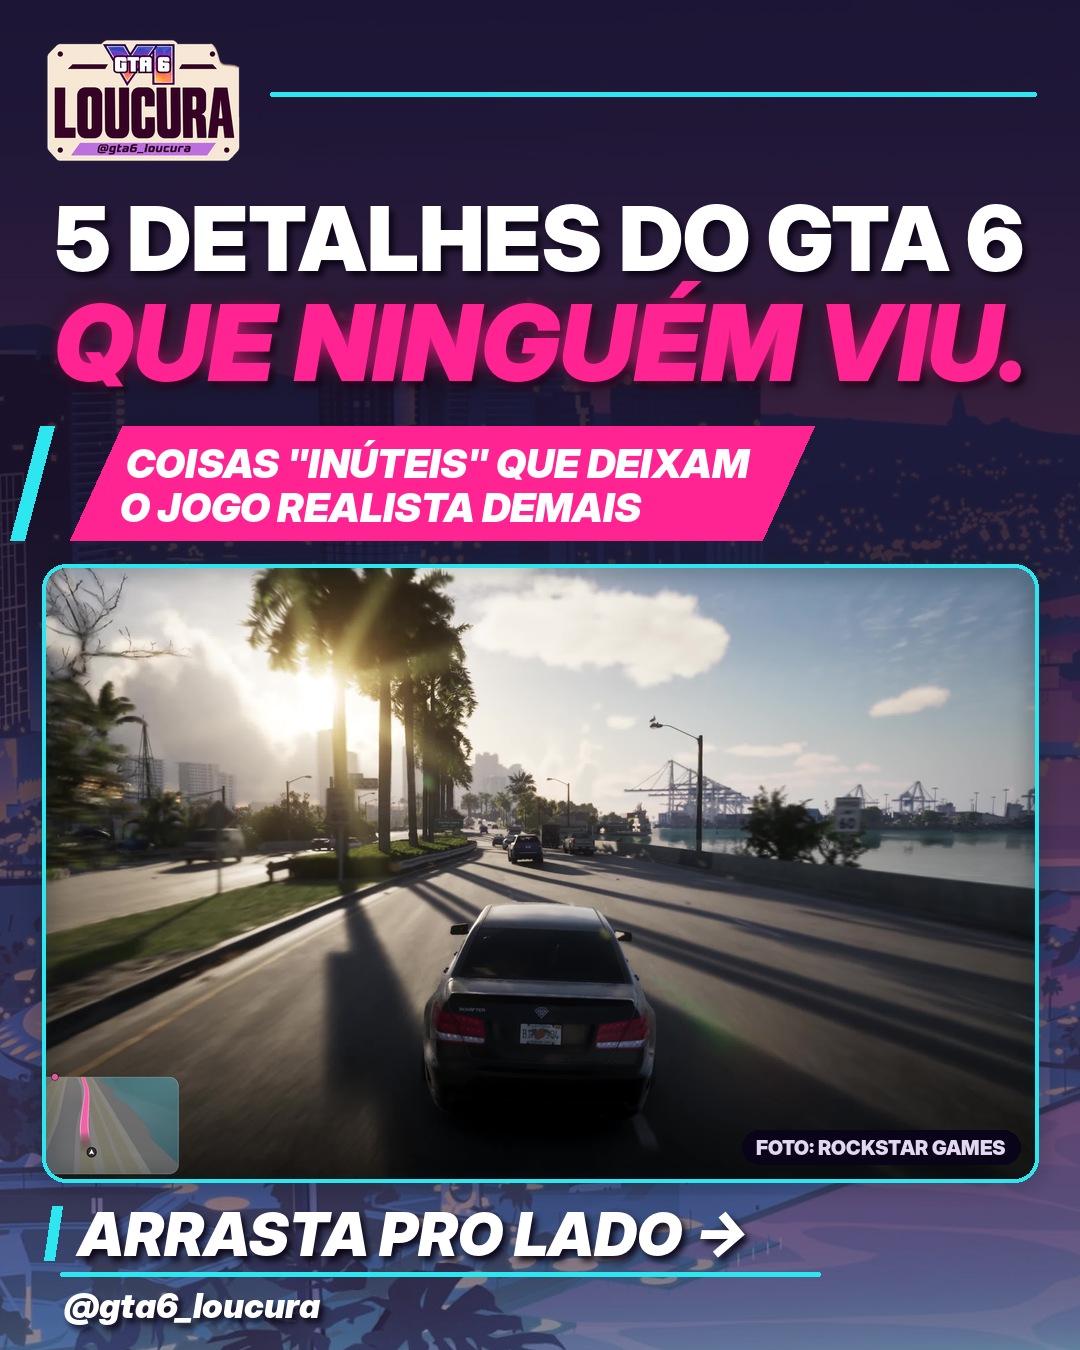 VI
GTA 6
LOUCURA
@gta6_loucura
5 DETALHES DO GTA 6
QUE NINGUÉM VIU.
COISAS "INÚTEIS" QUE DEIXAM
O JOGO REALISTA DEMAIS
FOTO: ROCKSTAR GAMES
ARRASTA PRO LADO →
@gta6_loucura